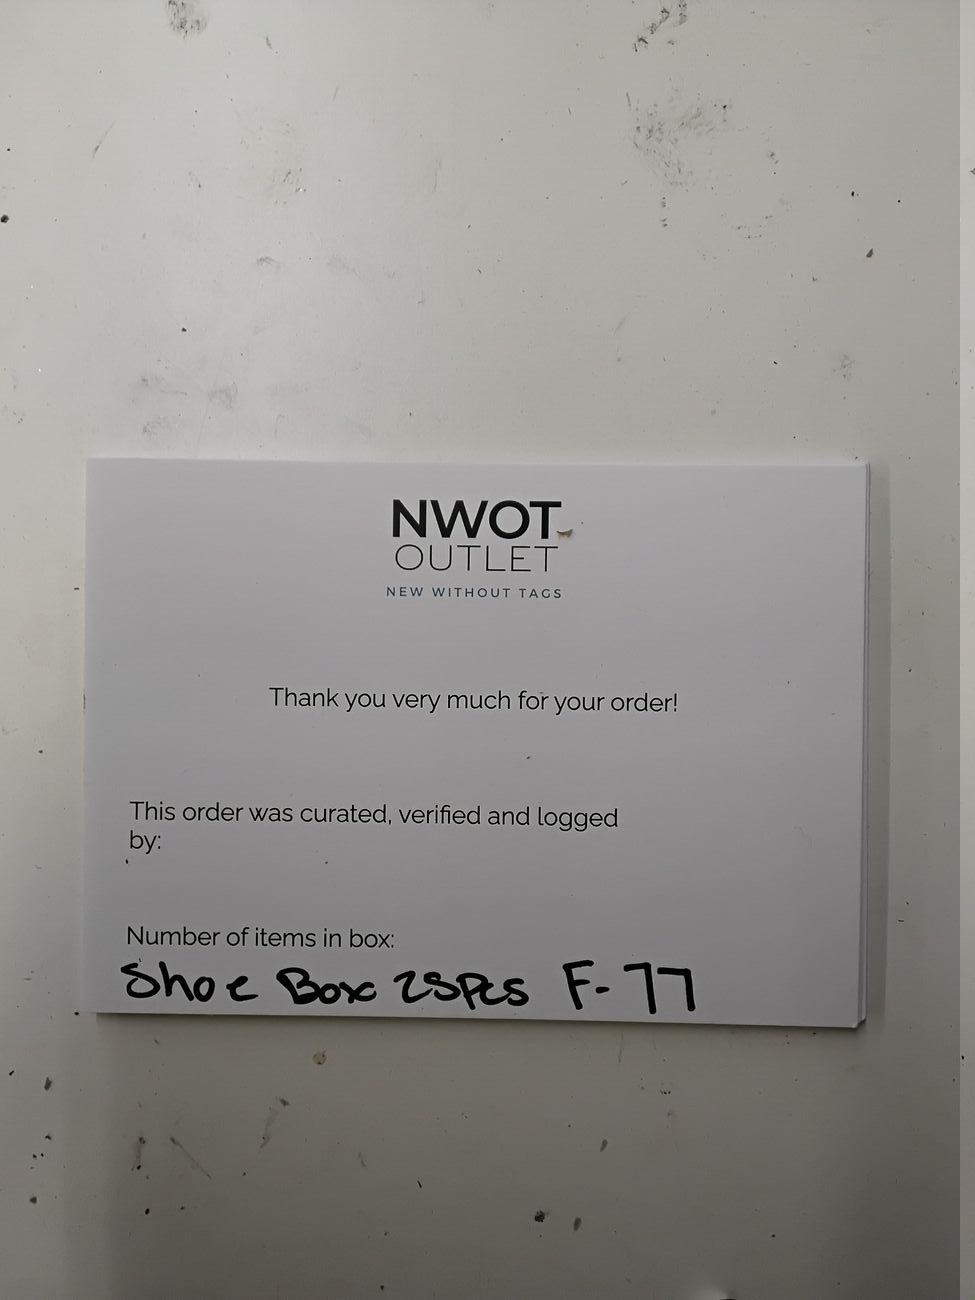 NWOT
OUTLET
NEW WITHOUT TAGS
Thank you very much for your order!
This order was curated, verified and logged
by:
Number of items in box:
Shoe Box 25Pcs F-77